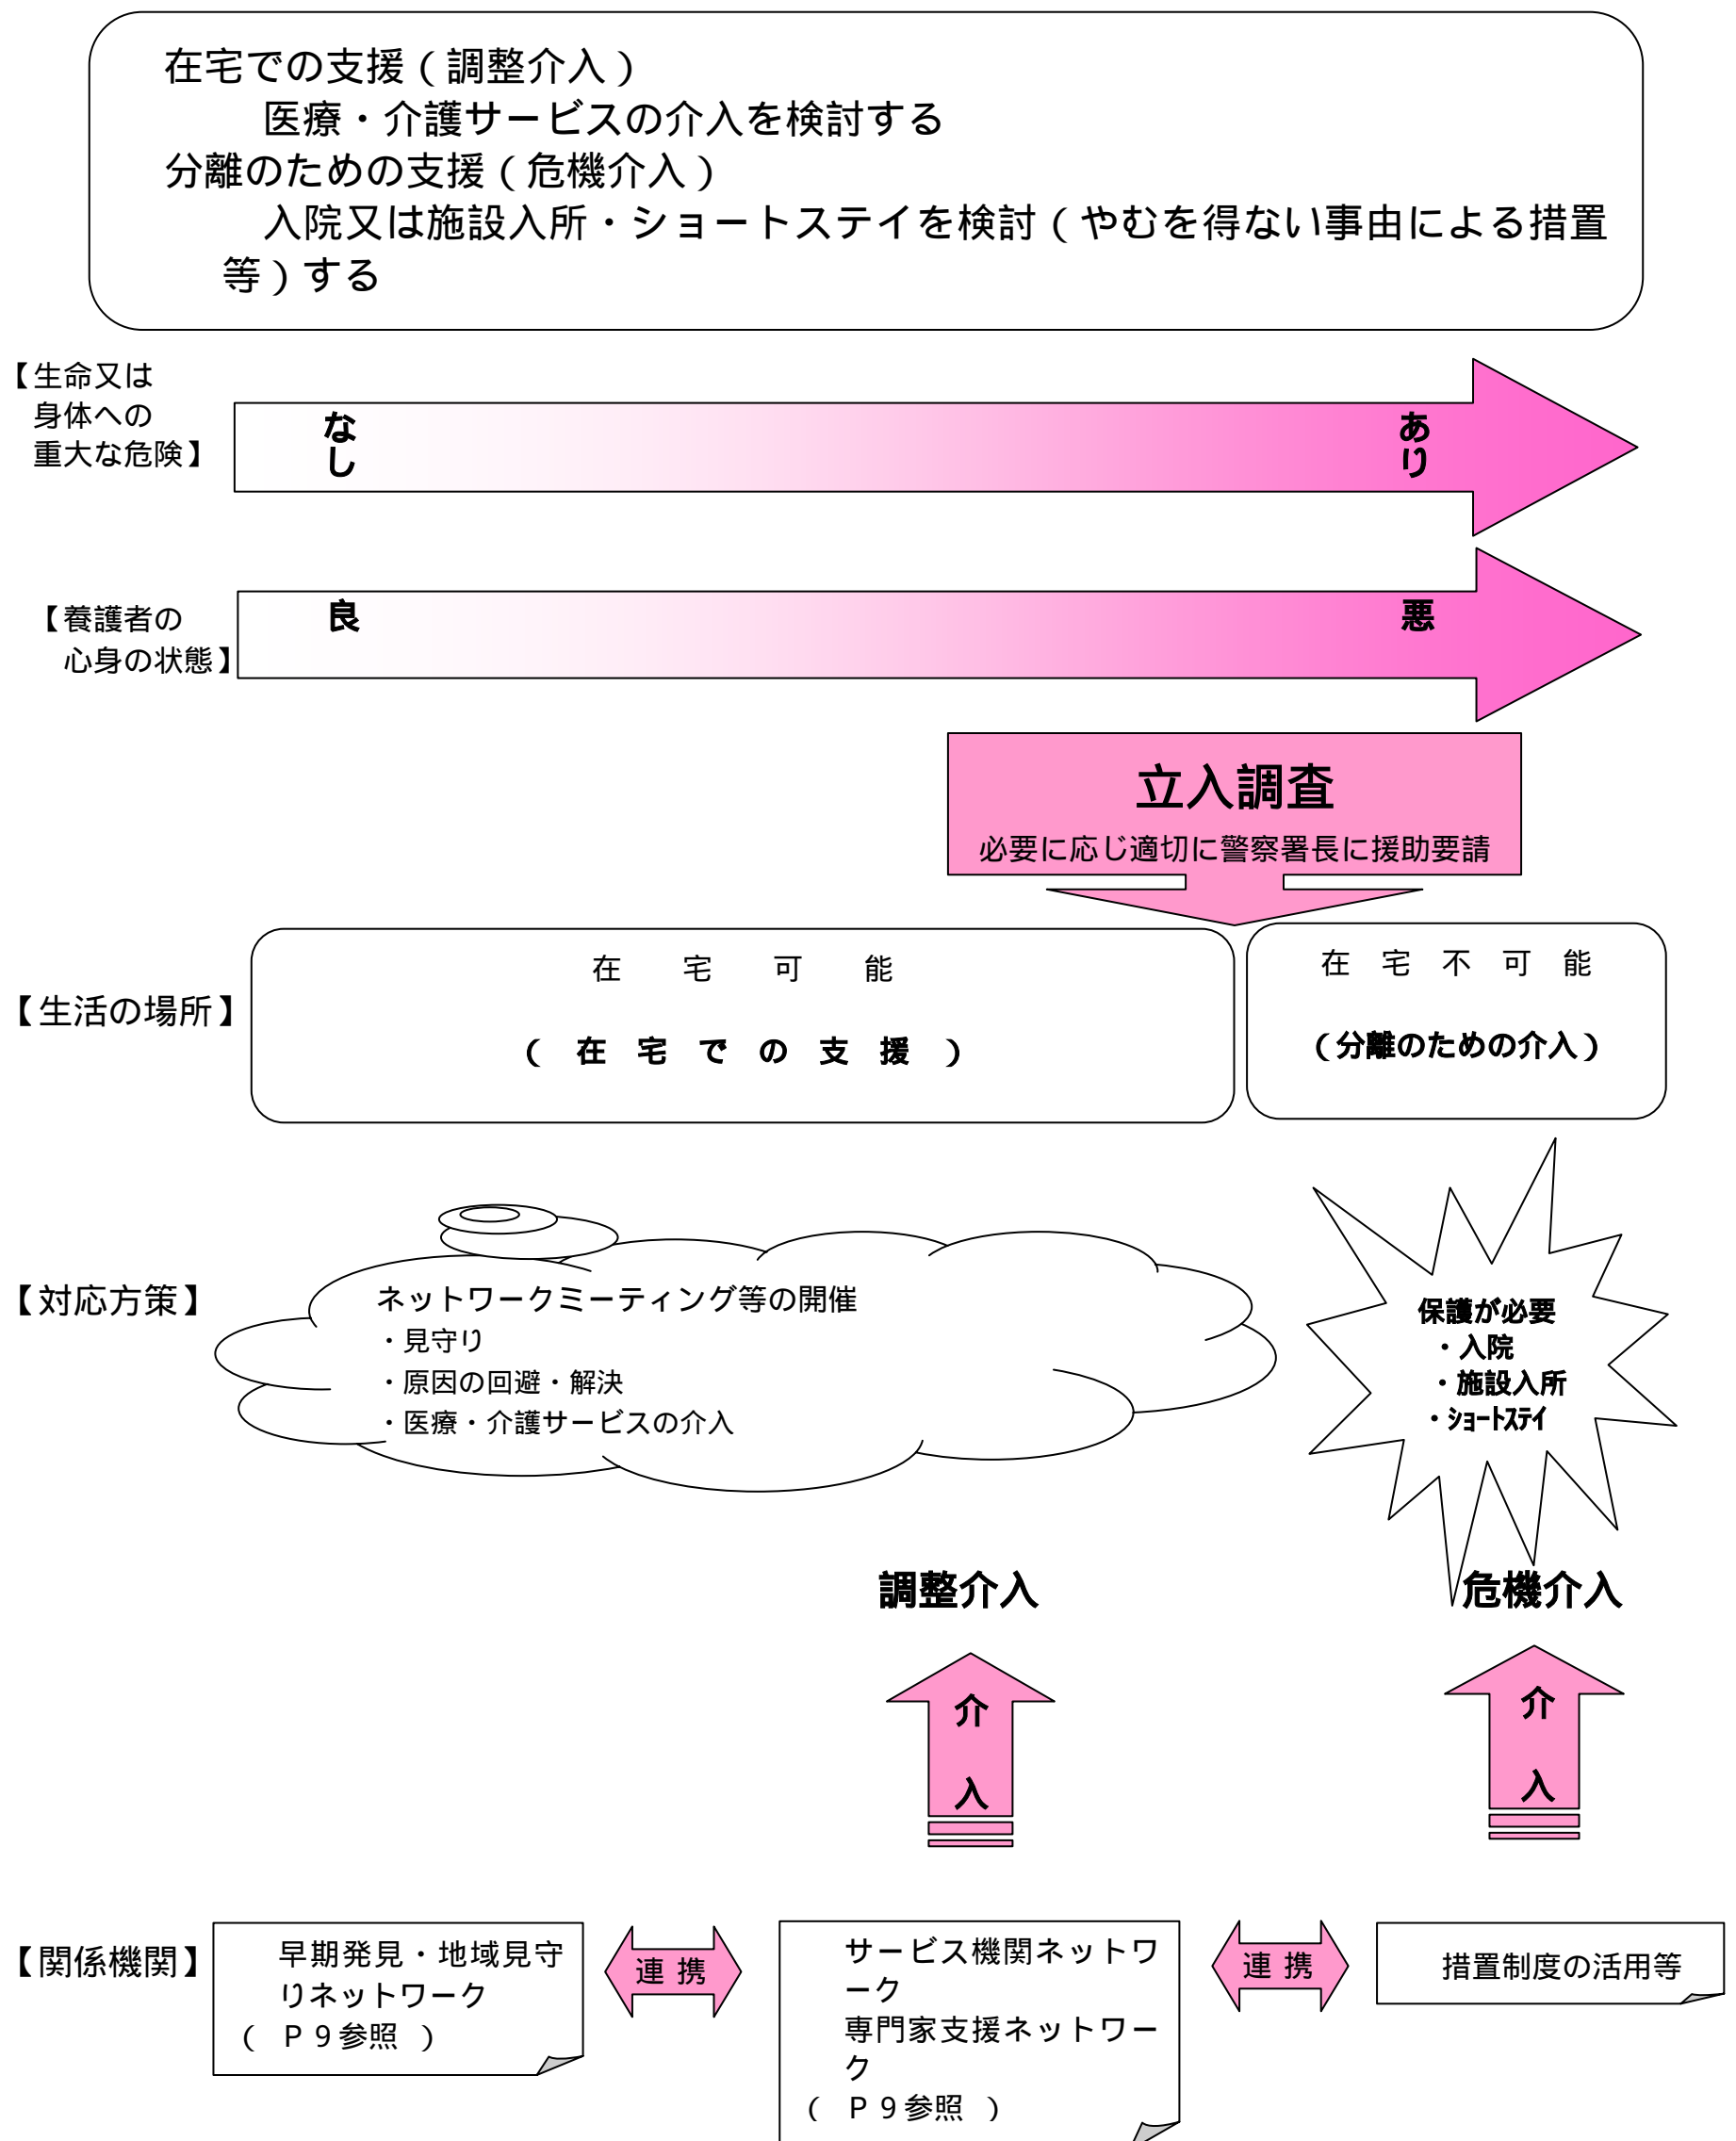 在宅での支援（調整介入）
医療・介護サービスの介入を検討する
分離のための支援（危機介入）
入院又は施設入所・ショートステイを検討（やむを得ない事由による措置
等）する
【生命又は
身体への
重大な危険】
なし
あり
【養護者の
心身の状態】
良
悪
立入調査
必要に応じ適切に警察署長に援助要請
【生活の場所】
在　宅　可　能
（　在　宅　で　の　支　援　）
在　宅　不　可　能
（分離のための介入）
【対応方策】
ネットワークミーティング等の開催
・見守り
・原因の回避・解決
・医療・介護サービスの介入
保護が必要
・入院
・施設入所
・ｼｮｰﾄｽﾃｲ
調整介入
危機介入
介入
介入
【関係機関】
早期発見・地域見守
りネットワーク
（　Ｐ９参照　）
連 携
サービス機関ネットワ
ーク
専門家支援ネットワー
ク
（　Ｐ９参照　）
連 携
措置制度の活用等